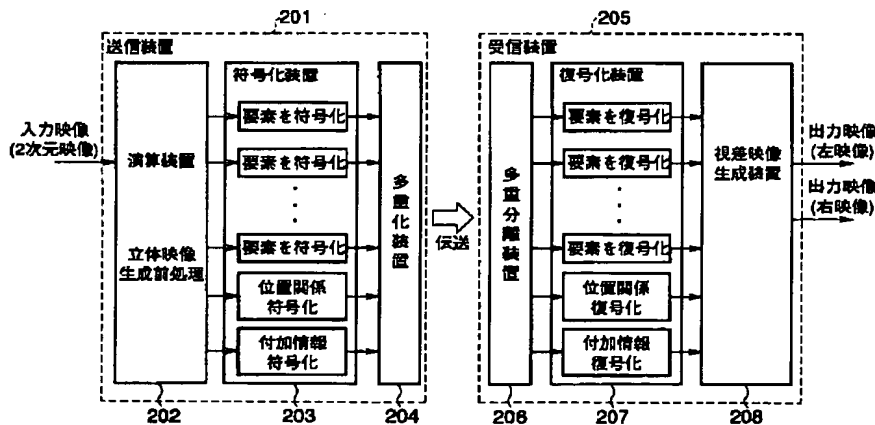 201
205
送信装置
受信装置
入力映像
(2次元映像)
演算装置
立体映像
生成前処理
符号化装置
要素を符号化
要素を符号化
要素を符号化
位置関係
符号化
付加情報
符号化
多重化装置
伝送
多重分離装置
復号化装置
要素を復号化
要素を復号化
要素を復号化
位置関係
復号化
付加情報
復号化
視差映像
生成装置
出力映像
(左映像)
出力映像
(右映像)
202
203
204
206
207
208